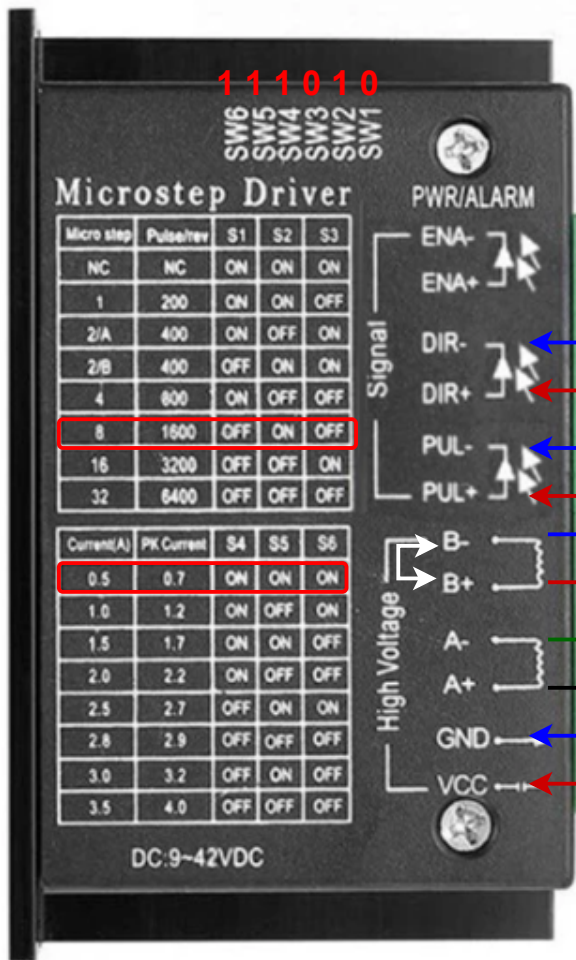 1 1 1 0 1 0
SW6 SW5 SW4 SW3 SW2 SW1
Microstep Driver
PWR/ALARM
Micro step Pulse/rev S1 S2 S3
NC NC ON ON ON
1 200 ON ON OFF
2/A 400 ON OFF ON
2/B 400 OFF ON ON
4 800 ON OFF OFF
8 1600 OFF ON OFF
16 3200 OFF OFF ON
32 6400 OFF OFF OFF
Current(A) PK Current S4 S5 S6
0.5 0.7 ON ON ON
1.0 1.2 ON OFF ON
1.5 1.7 ON ON OFF
2.0 2.2 ON OFF OFF
2.5 2.7 OFF ON ON
2.8 2.9 OFF OFF ON
3.0 3.2 OFF ON OFF
3.5 4.0 OFF OFF OFF
DC:9~42VDC
Signal
ENA-
ENA+
DIR-
DIR+
PUL-
PUL+
High Voltage
B-
B+
A-
A+
GND
VCC